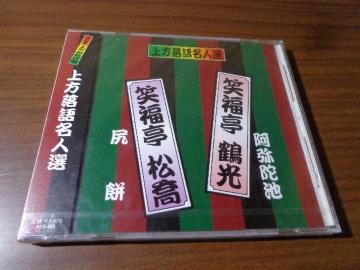 上方落語名人選
上方落語名人選
笑福亭 鶴光
阿弥陀池
笑福亭 松喬
尻餅